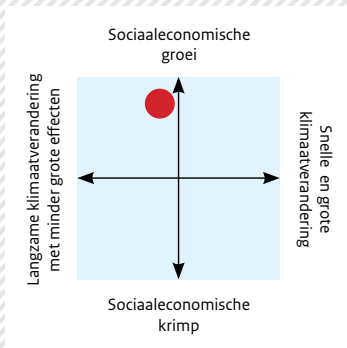 Sociaaleconomische
groei
Langzame klimaatverandering
met minder grote effecten
Snelle en grote
klimaatverandering
Sociaaleconomische
krimp